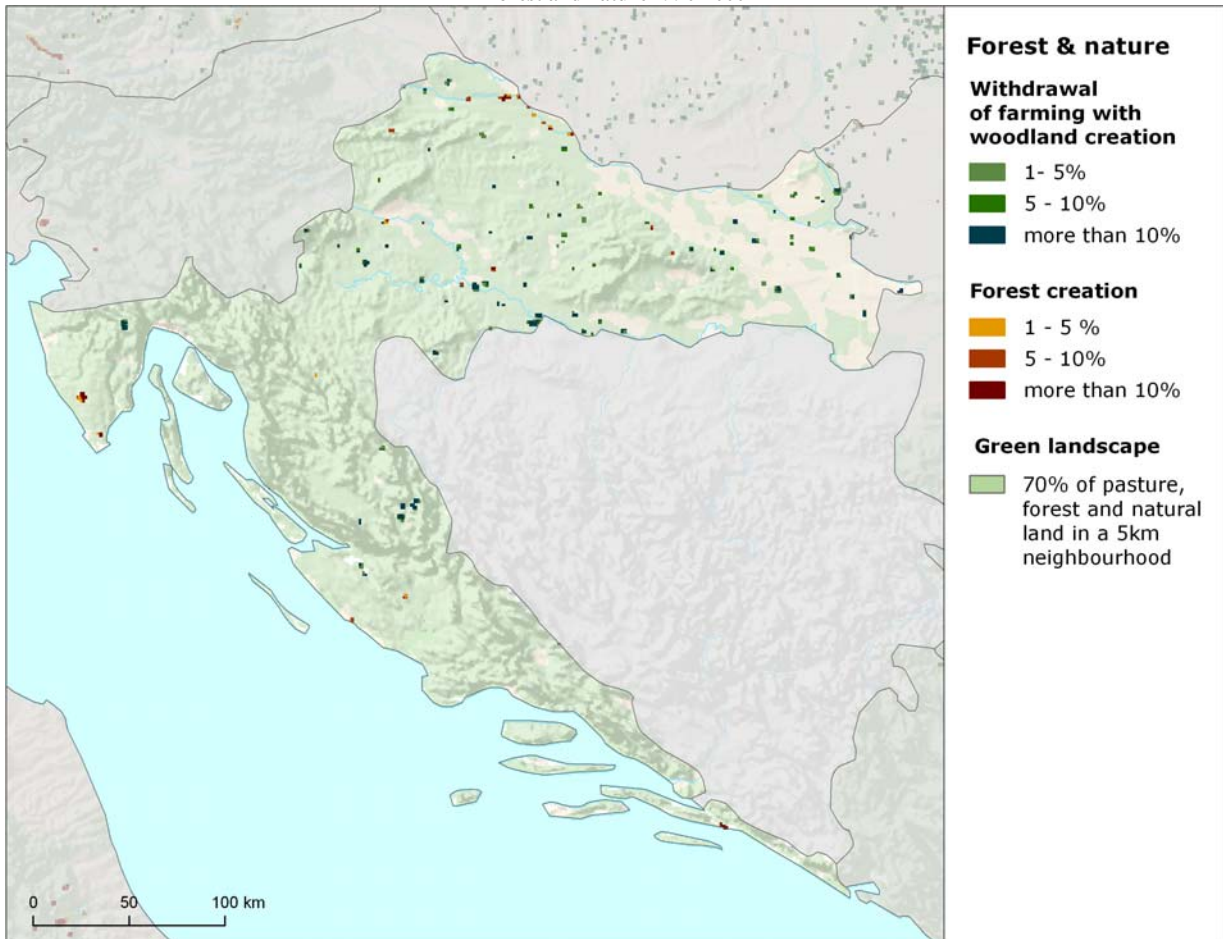 Forest & nature
Withdrawal
of farming with
woodland creation
1- 5%
5 - 10%
more than 10%
Forest creation
1 - 5 %
5 - 10%
more than 10%
Green landscape
70% of pasture,
forest and natural
land in a 5km
neighbourhood
0 50 100 km